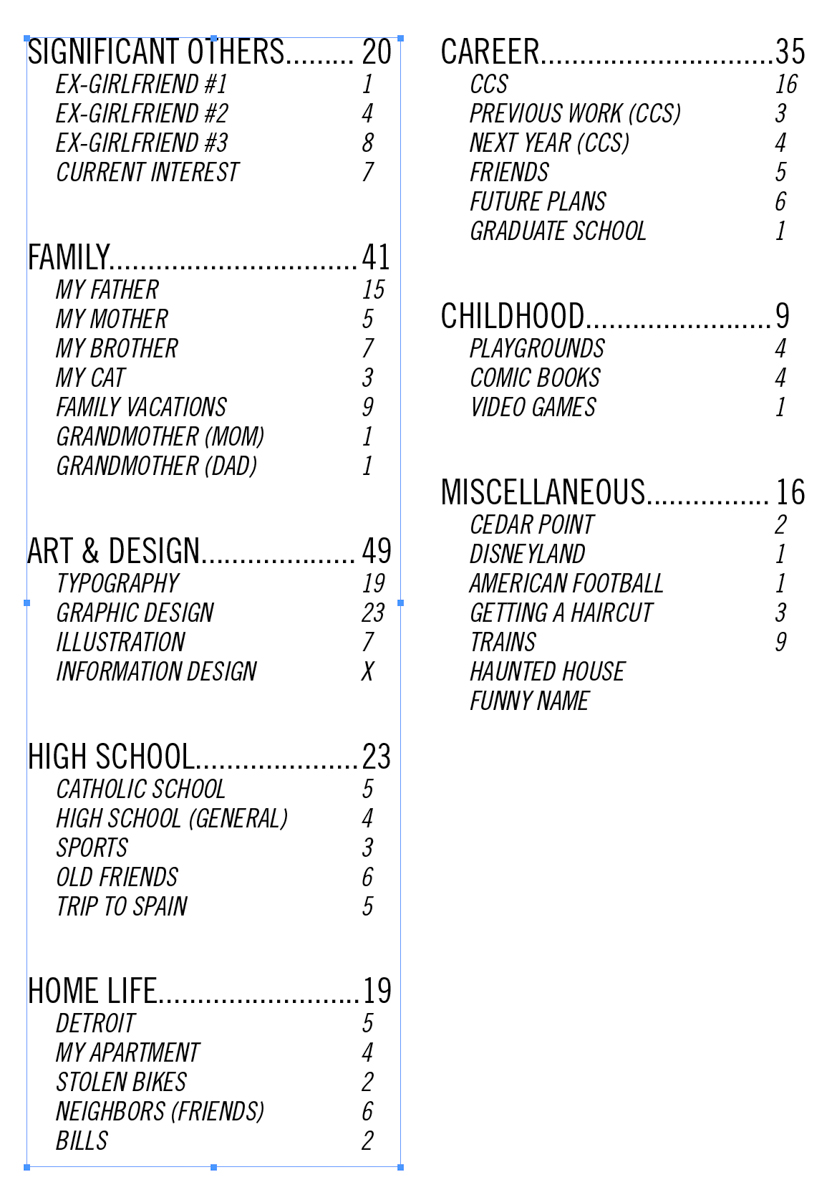 SIGNIFICANT OTHERS......... 20
EX-GIRLFRIEND #1 1
EX-GIRLFRIEND #2 4
EX-GIRLFRIEND #3 8
CURRENT INTEREST 7
FAMILY................................41
MY FATHER 15
MY MOTHER 5
MY BROTHER 7
MY CAT 3
FAMILY VACATIONS 9
GRANDMOTHER (MOM) 1
GRANDMOTHER (DAD) 1
ART & DESIGN.................... 49
TYPOGRAPHY 19
GRAPHIC DESIGN 23
ILLUSTRATION 7
INFORMATION DESIGN X
HIGH SCHOOL.....................23
CATHOLIC SCHOOL 5
HIGH SCHOOL (GENERAL) 4
SPORTS 3
OLD FRIENDS 6
TRIP TO SPAIN 5
HOME LIFE..........................19
DETROIT 5
MY APARTMENT 4
STOLEN BIKES 2
NEIGHBORS (FRIENDS) 6
BILLS 2
CAREER..............................35
CCS 16
PREVIOUS WORK (CCS) 3
NEXT YEAR (CCS) 4
FRIENDS 5
FUTURE PLANS 6
GRADUATE SCHOOL 1
CHILDHOOD........................9
PLAYGROUNDS 4
COMIC BOOKS 4
VIDEO GAMES 1
MISCELLANEOUS................ 16
CEDAR POINT 2
DISNEYLAND 1
AMERICAN FOOTBALL 1
GETTING A HAIRCUT 3
TRAINS 9
HAUNTED HOUSE
FUNNY NAME